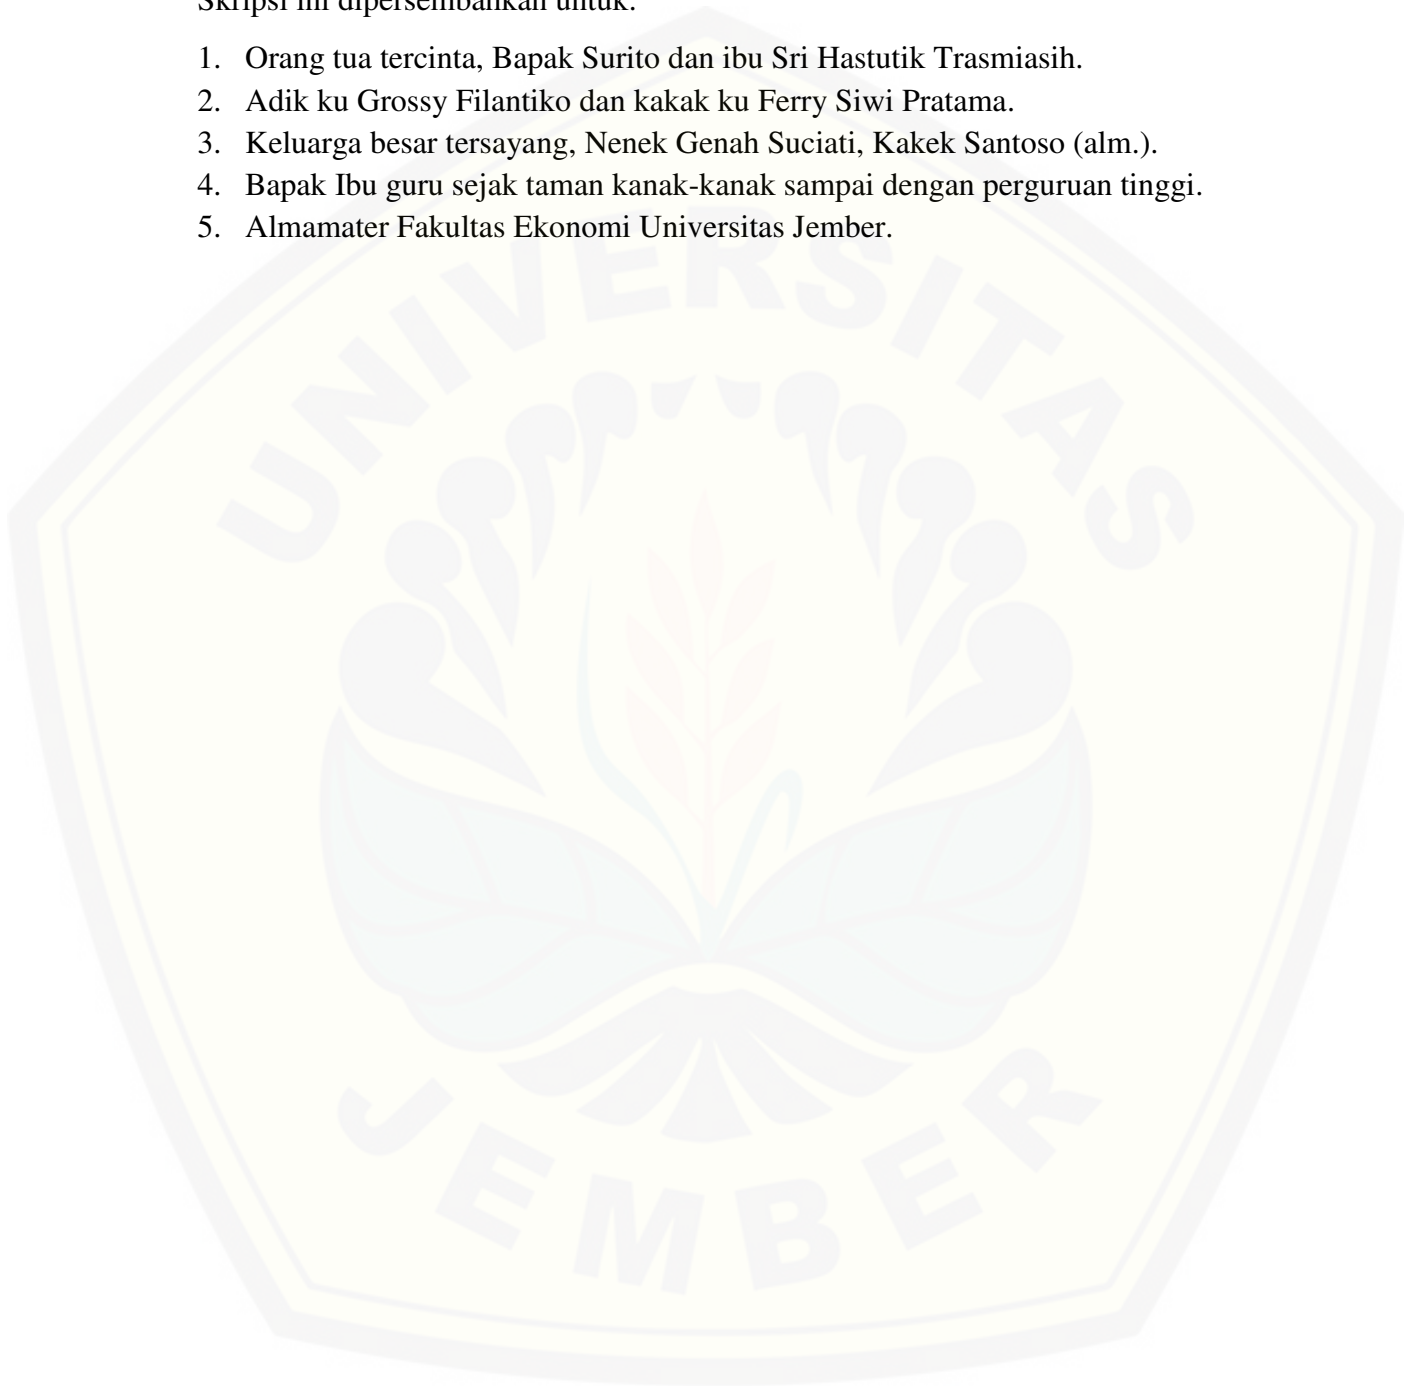 Skripsi ini dipersembahkan untuk:
1. Orang tua tercinta, Bapak Surito dan ibu Sri Hastutik Trasmiasih.
2. Adik ku Grossy Filantiko dan kakak ku Ferry Siwi Pratama.
3. Keluarga besar tersayang, Nenek Genah Suciati, Kakek Santoso (alm.).
4. Bapak Ibu guru sejak taman kanak-kanak sampai dengan perguruan tinggi.
5. Almamater Fakultas Ekonomi Universitas Jember.
UNIVERSITAS
JEMBER